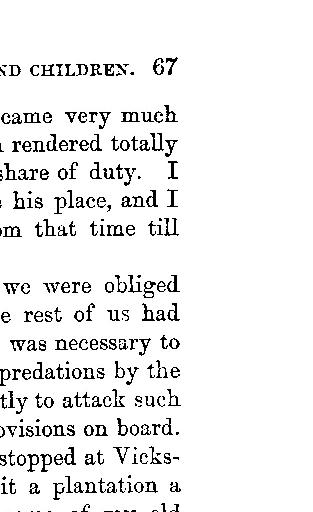 ND CHILDREN. 67
came very much
rendered totally
share of duty. I
his place, and I
om that time till
we were obliged
e rest of us had
was necessary to
predations by the
tly to attack such
ovisions on board.
stopped at Vicks-
it a plantation a